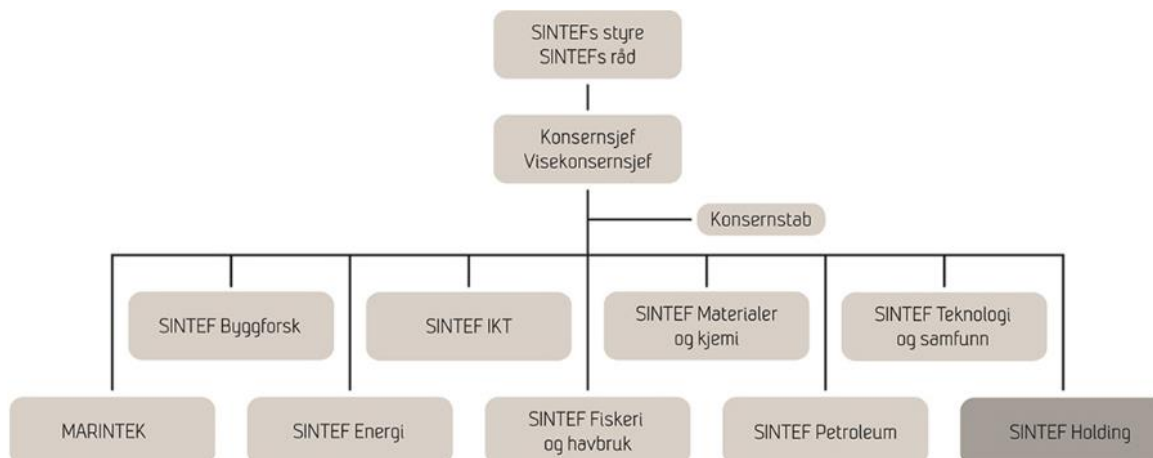 SINTEFs styre
SINTEFs råd
Konsernsjef
Visekonsernsjef
Konsernstab
SINTEF Byggforsk
SINTEF IKT
SINTEF Materialer
og kjemi
SINTEF Teknologi
og samfunn
MARINTEK
SINTEF Energi
SINTEF Fiskeri
og havbruk
SINTEF Petroleum
SINTEF Holding